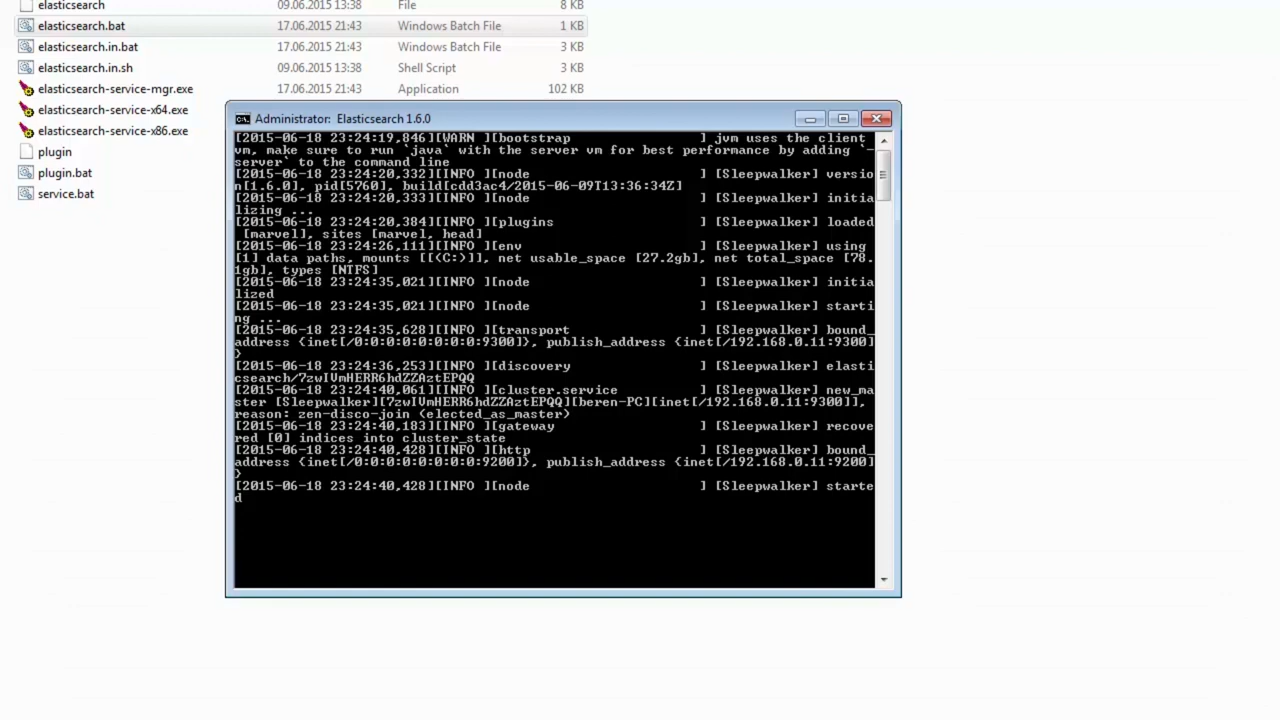 elasticsearch 09.06.2015 13:38 File 8 KB
elasticsearch.bat 17.06.2015 21:43 Windows Batch File 1 KB
elasticsearch.in.bat 17.06.2015 21:43 Windows Batch File 3 KB
elasticsearch.in.sh 09.06.2015 13:38 Shell Script 3 KB
elasticsearch-service-mgr.exe 17.06.2015 21:43 Application 102 KB
elasticsearch-service-x64.exe
elasticsearch-service-x86.exe
plugin
plugin.bat
service.bat
Administrator: Elasticsearch 1.6.0
[2015-06-18 23:24:19,846][WARN ][bootstrap ] jvm uses the client
vm, make sure to run `java` with the server vm for best performance by adding `-
server` to the command line
[2015-06-18 23:24:20,332][INFO ][node ] [Sleepwalker] versio
n[1.6.0], pid[5760], build[cdd3ac4/2015-06-09T13:36:34Z]
[2015-06-18 23:24:20,333][INFO ][node ] [Sleepwalker] initia
lizing ...
[2015-06-18 23:24:20,384][INFO ][plugins ] [Sleepwalker] loaded
[marvel], sites [marvel, head]
[2015-06-18 23:24:26,111][INFO ][env ] [Sleepwalker] using
[1] data paths, mounts [[(C:)]], net usable_space [27.2gb], net total_space [78.
1gb], types [NTFS]
[2015-06-18 23:24:35,021][INFO ][node ] [Sleepwalker] initia
lized
[2015-06-18 23:24:35,021][INFO ][node ] [Sleepwalker] starti
ng ...
[2015-06-18 23:24:35,628][INFO ][transport ] [Sleepwalker] bound_
address {inet[/0:0:0:0:0:0:0:0:9300]}, publish_address {inet[/192.168.0.11:9300]
}
[2015-06-18 23:24:36,253][INFO ][discovery ] [Sleepwalker] elasti
csearch/7zwIVmHERR6hdZZAztEPQQ
[2015-06-18 23:24:40,061][INFO ][cluster.service ] [Sleepwalker] new_ma
ster [Sleepwalker][7zwIVmHERR6hdZZAztEPQQ][beren-PC][inet[/192.168.0.11:9300]],
reason: zen-disco-join (elected_as_master)
[2015-06-18 23:24:40,183][INFO ][gateway ] [Sleepwalker] recove
red [0] indices into cluster_state
[2015-06-18 23:24:40,428][INFO ][http ] [Sleepwalker] bound_
address {inet[/0:0:0:0:0:0:0:0:9200]}, publish_address {inet[/192.168.0.11:9200]
}
[2015-06-18 23:24:40,428][INFO ][node ] [Sleepwalker] starte
d